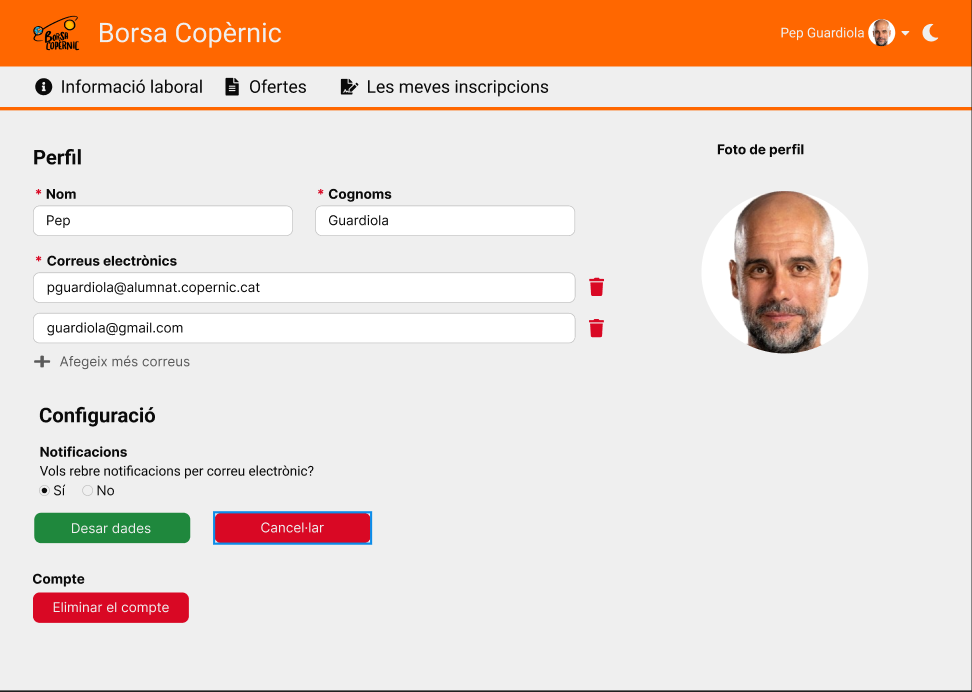 BORSA
COPÈRNIC
Borsa Copèrnic
Pep Guardiola
Informació laboral
Ofertes
Les meves inscripcions
Perfil
Foto de perfil
* Nom
* Cognoms
Pep
Guardiola
* Correus electrònics
pguardiola@alumnat.copernic.cat
guardiola@gmail.com
Afegeix més correus
Configuració
Notificacions
Vols rebre notificacions per correu electrònic?
Sí
No
Desar dades
Cancel·lar
Compte
Eliminar el compte